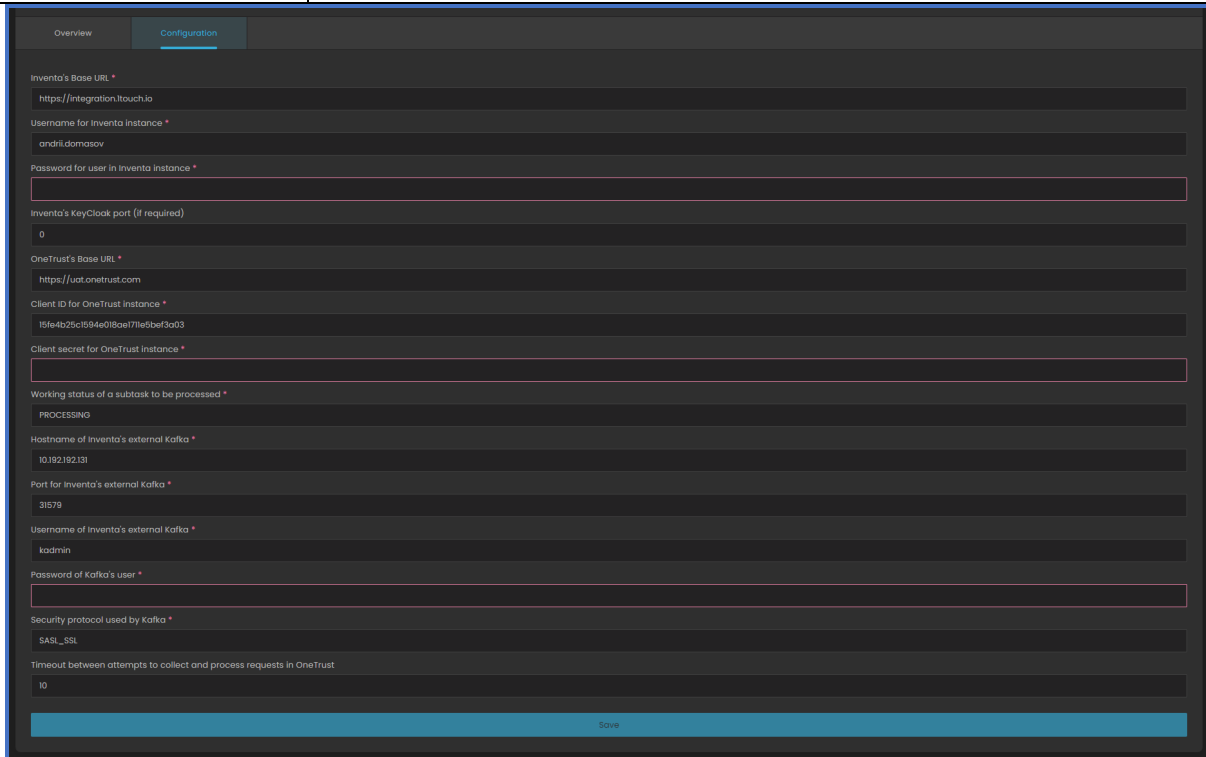 Overview Configuration
Inventa's Base URL *
https://integration.1touch.io
Username for Inventa instance *
andrii.domasov
Password for user in Inventa instance *
Inventa's KeyCloak port (if required)
0
OneTrust's Base URL *
https://uat.onetrust.com
Client ID for OneTrust instance *
15fe4b25c1594e018ae1711e5bef3a03
Client secret for OneTrust instance *
Working status of a subtask to be processed *
PROCESSING
Hostname of Inventa's external Kafka *
10.192.192.131
Port for Inventa's external Kafka *
31579
Username of Inventa's external Kafka *
kadmin
Password of Kafka's user *
Security protocol used by Kafka *
SASL_SSL
Timeout between attempts to collect and process requests in OneTrust
10
Save